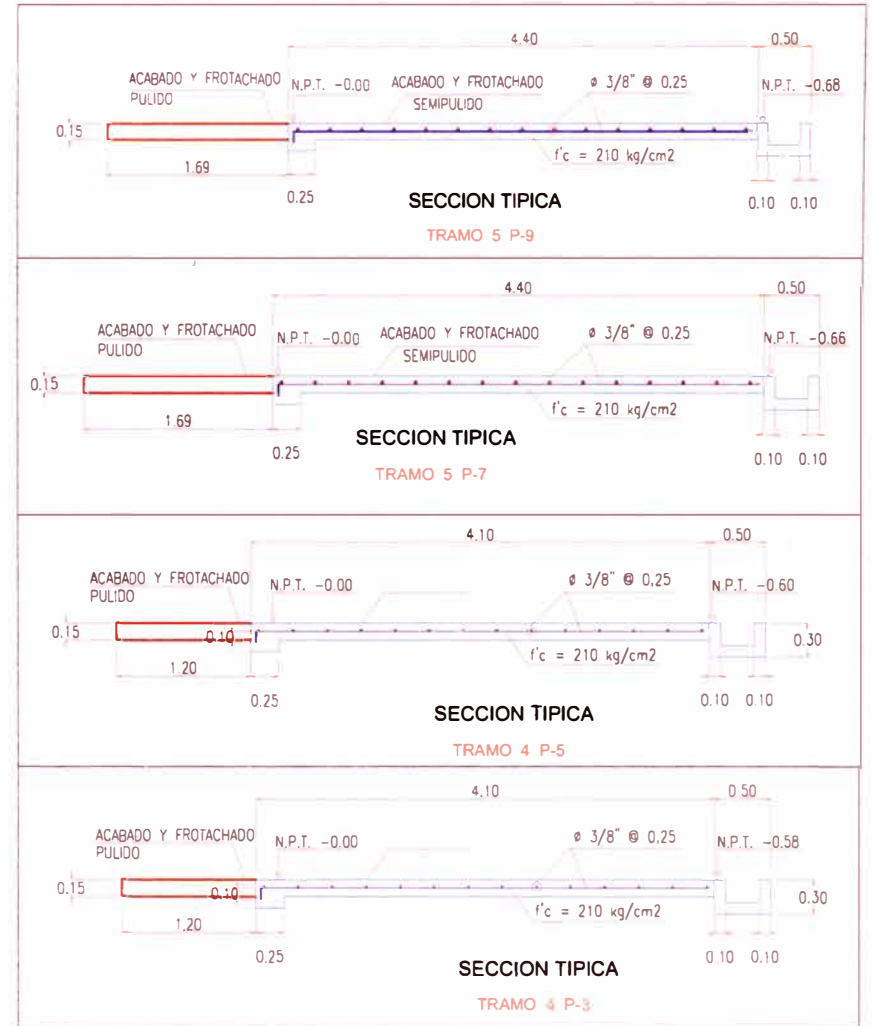 4.40
0.50
ACABADO Y FROTACHADO
PULIDO
N.P.T. -0.00
ACABADO Y FROTACHADO
SEMIPULIDO
ø 3/8" @ 0.25
N.P.T. -0.68
0.15
1.69
f'c = 210 kg/cm2
0.25
SECCION TIPICA
0.10
0.10
TRAMO 5 P-9
4.40
0.50
ACABADO Y FROTACHADO
PULIDO
N.P.T. -0.00
ACABADO Y FROTACHADO
SEMIPULIDO
ø 3/8" @ 0.25
N.P.T. -0.66
0.15
1.69
f'c = 210 kg/cm2
0.25
SECCION TIPICA
0.10
0.10
TRAMO 5 P-7
4.10
0.50
ACABADO Y FROTACHADO
PULIDO
N.P.T. -0.00
ø 3/8" @ 0.25
N.P.T. -0.60
0.15
0.10
0.30
1.20
f'c = 210 kg/cm2
0.25
0.10
0.10
SECCION TIPICA
TRAMO 4 P-5
4.10
0.50
ACABADO Y FROTACHADO
PULIDO
N.P.T. -0.00
ø 3/8" @ 0.25
N.P.T. -0.58
0.15
0.10
0.30
1.20
f'c = 210 kg/cm2
0.25
0.10
0.10
SECCION TIPICA
TRAMO 4 P-3